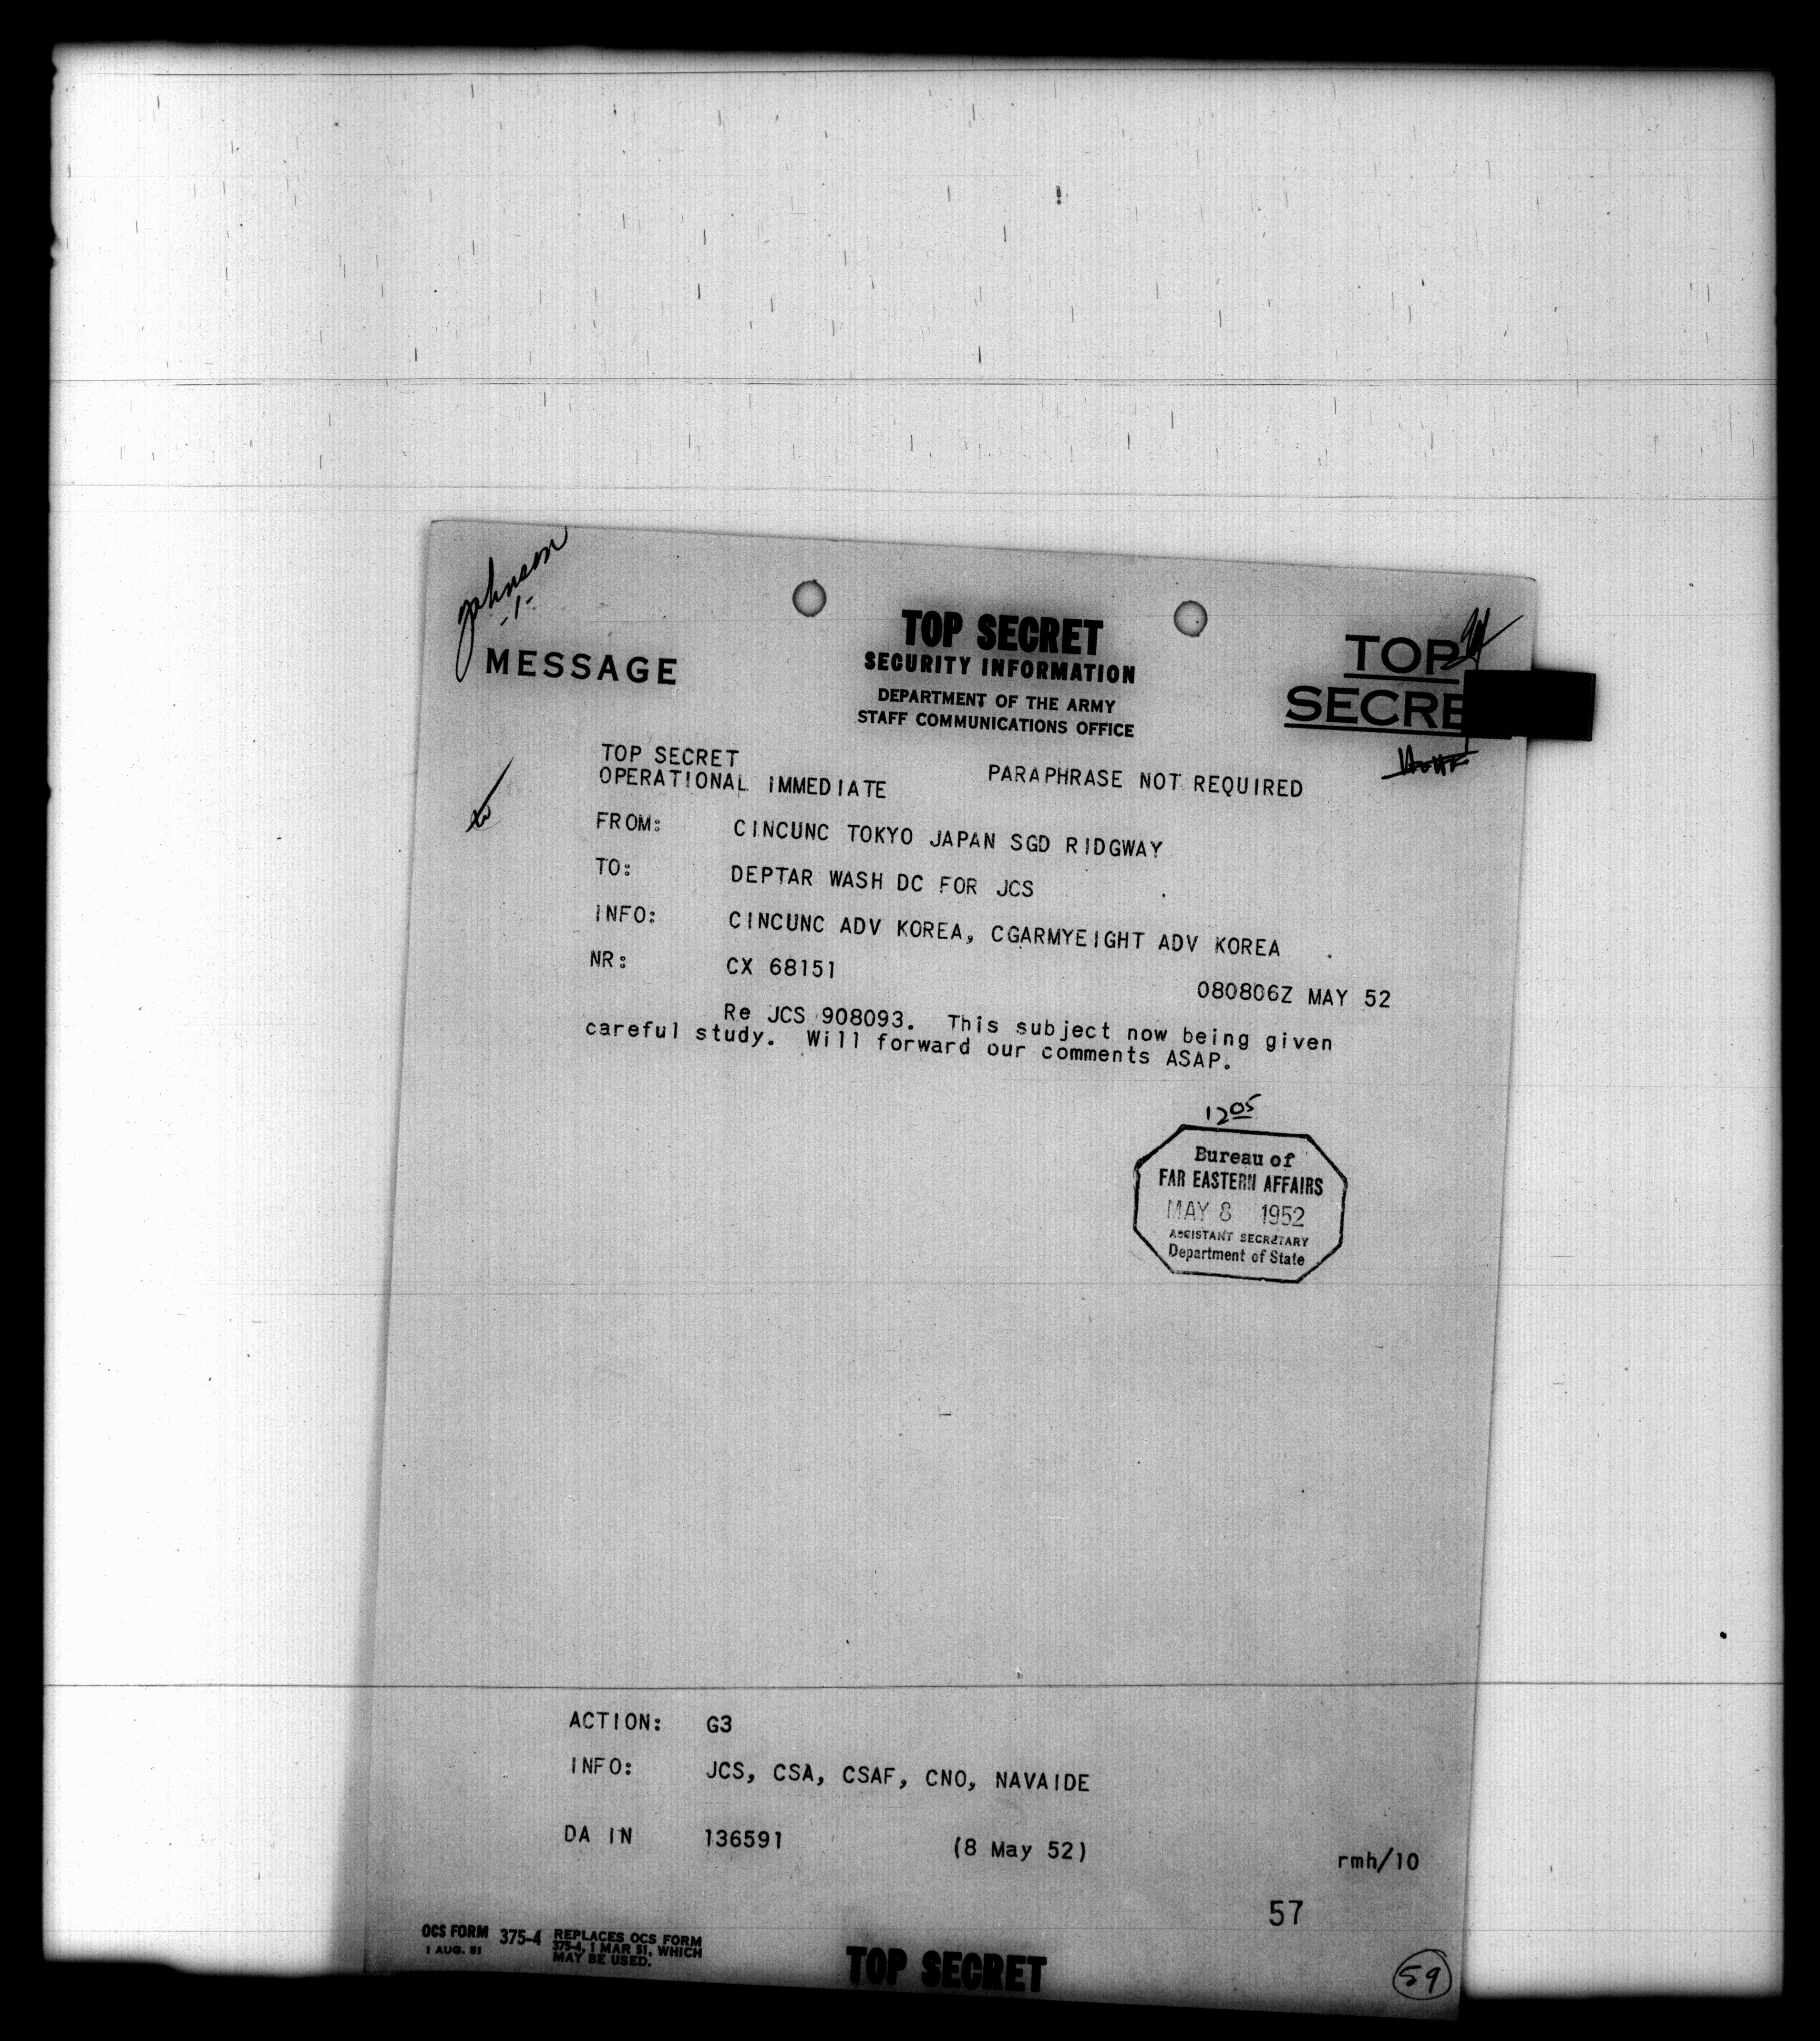 Johnson
-1-
MESSAGE
TOP SECRET
SECURITY INFORMATION
DEPARTMENT OF THE ARMY
STAFF COMMUNICATIONS OFFICE
TOP
SECRE
TOP SECRET
OPERATIONAL IMMEDIATE
PARAPHRASE NOT REQUIRED
FROM: CINCUNC TOKYO JAPAN SGD RIDGWAY
TO: DEPTAR WASH DC FOR JCS
INFO: CINCUNC ADV KOREA, CGARMYEIGHT ADV KOREA
NR: CX 68151
080806Z MAY 52
Re JCS 908093. This subject now being given
careful study. Will forward our comments ASAP.
1205
Bureau of
FAR EASTERN AFFAIRS
MAY 8 1952
ASSISTANT SECRETARY
Department of State
ACTION: G3
INFO: JCS, CSA, CSAF, CNO, NAVAIDE
DA IN 136591 (8 May 52)
rmh/10
57
OCS FORM 375-4 REPLACES OCS FORM
1 AUG. 51 375-4, 1 MAR 51, WHICH
MAY BE USED.
TOP SECRET
59